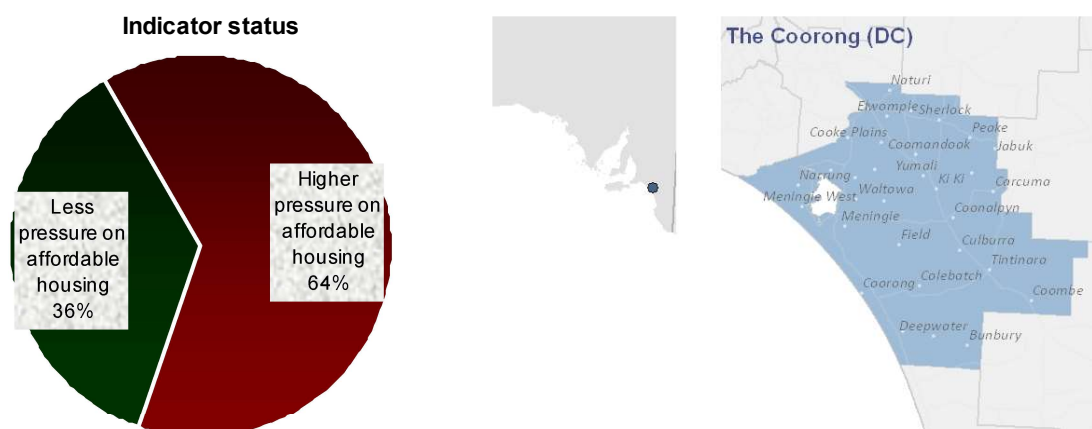 Indicator status
Less
pressure on
affordable
housing
36%
Higher
pressure on
affordable
housing
64%
The Coorong (DC)
Naturi
Elwomple
Sherlock
Cooke Plains
Peake
Coomandook
Jabuk
Yumali
Narrung
Ki Ki
Carcuma
Meningie West
Waltowa
Coonalpyn
Meningie
Field
Culburra
Tintinara
Coorong
Colebatch
Coombe
Deepwater
Bunbury